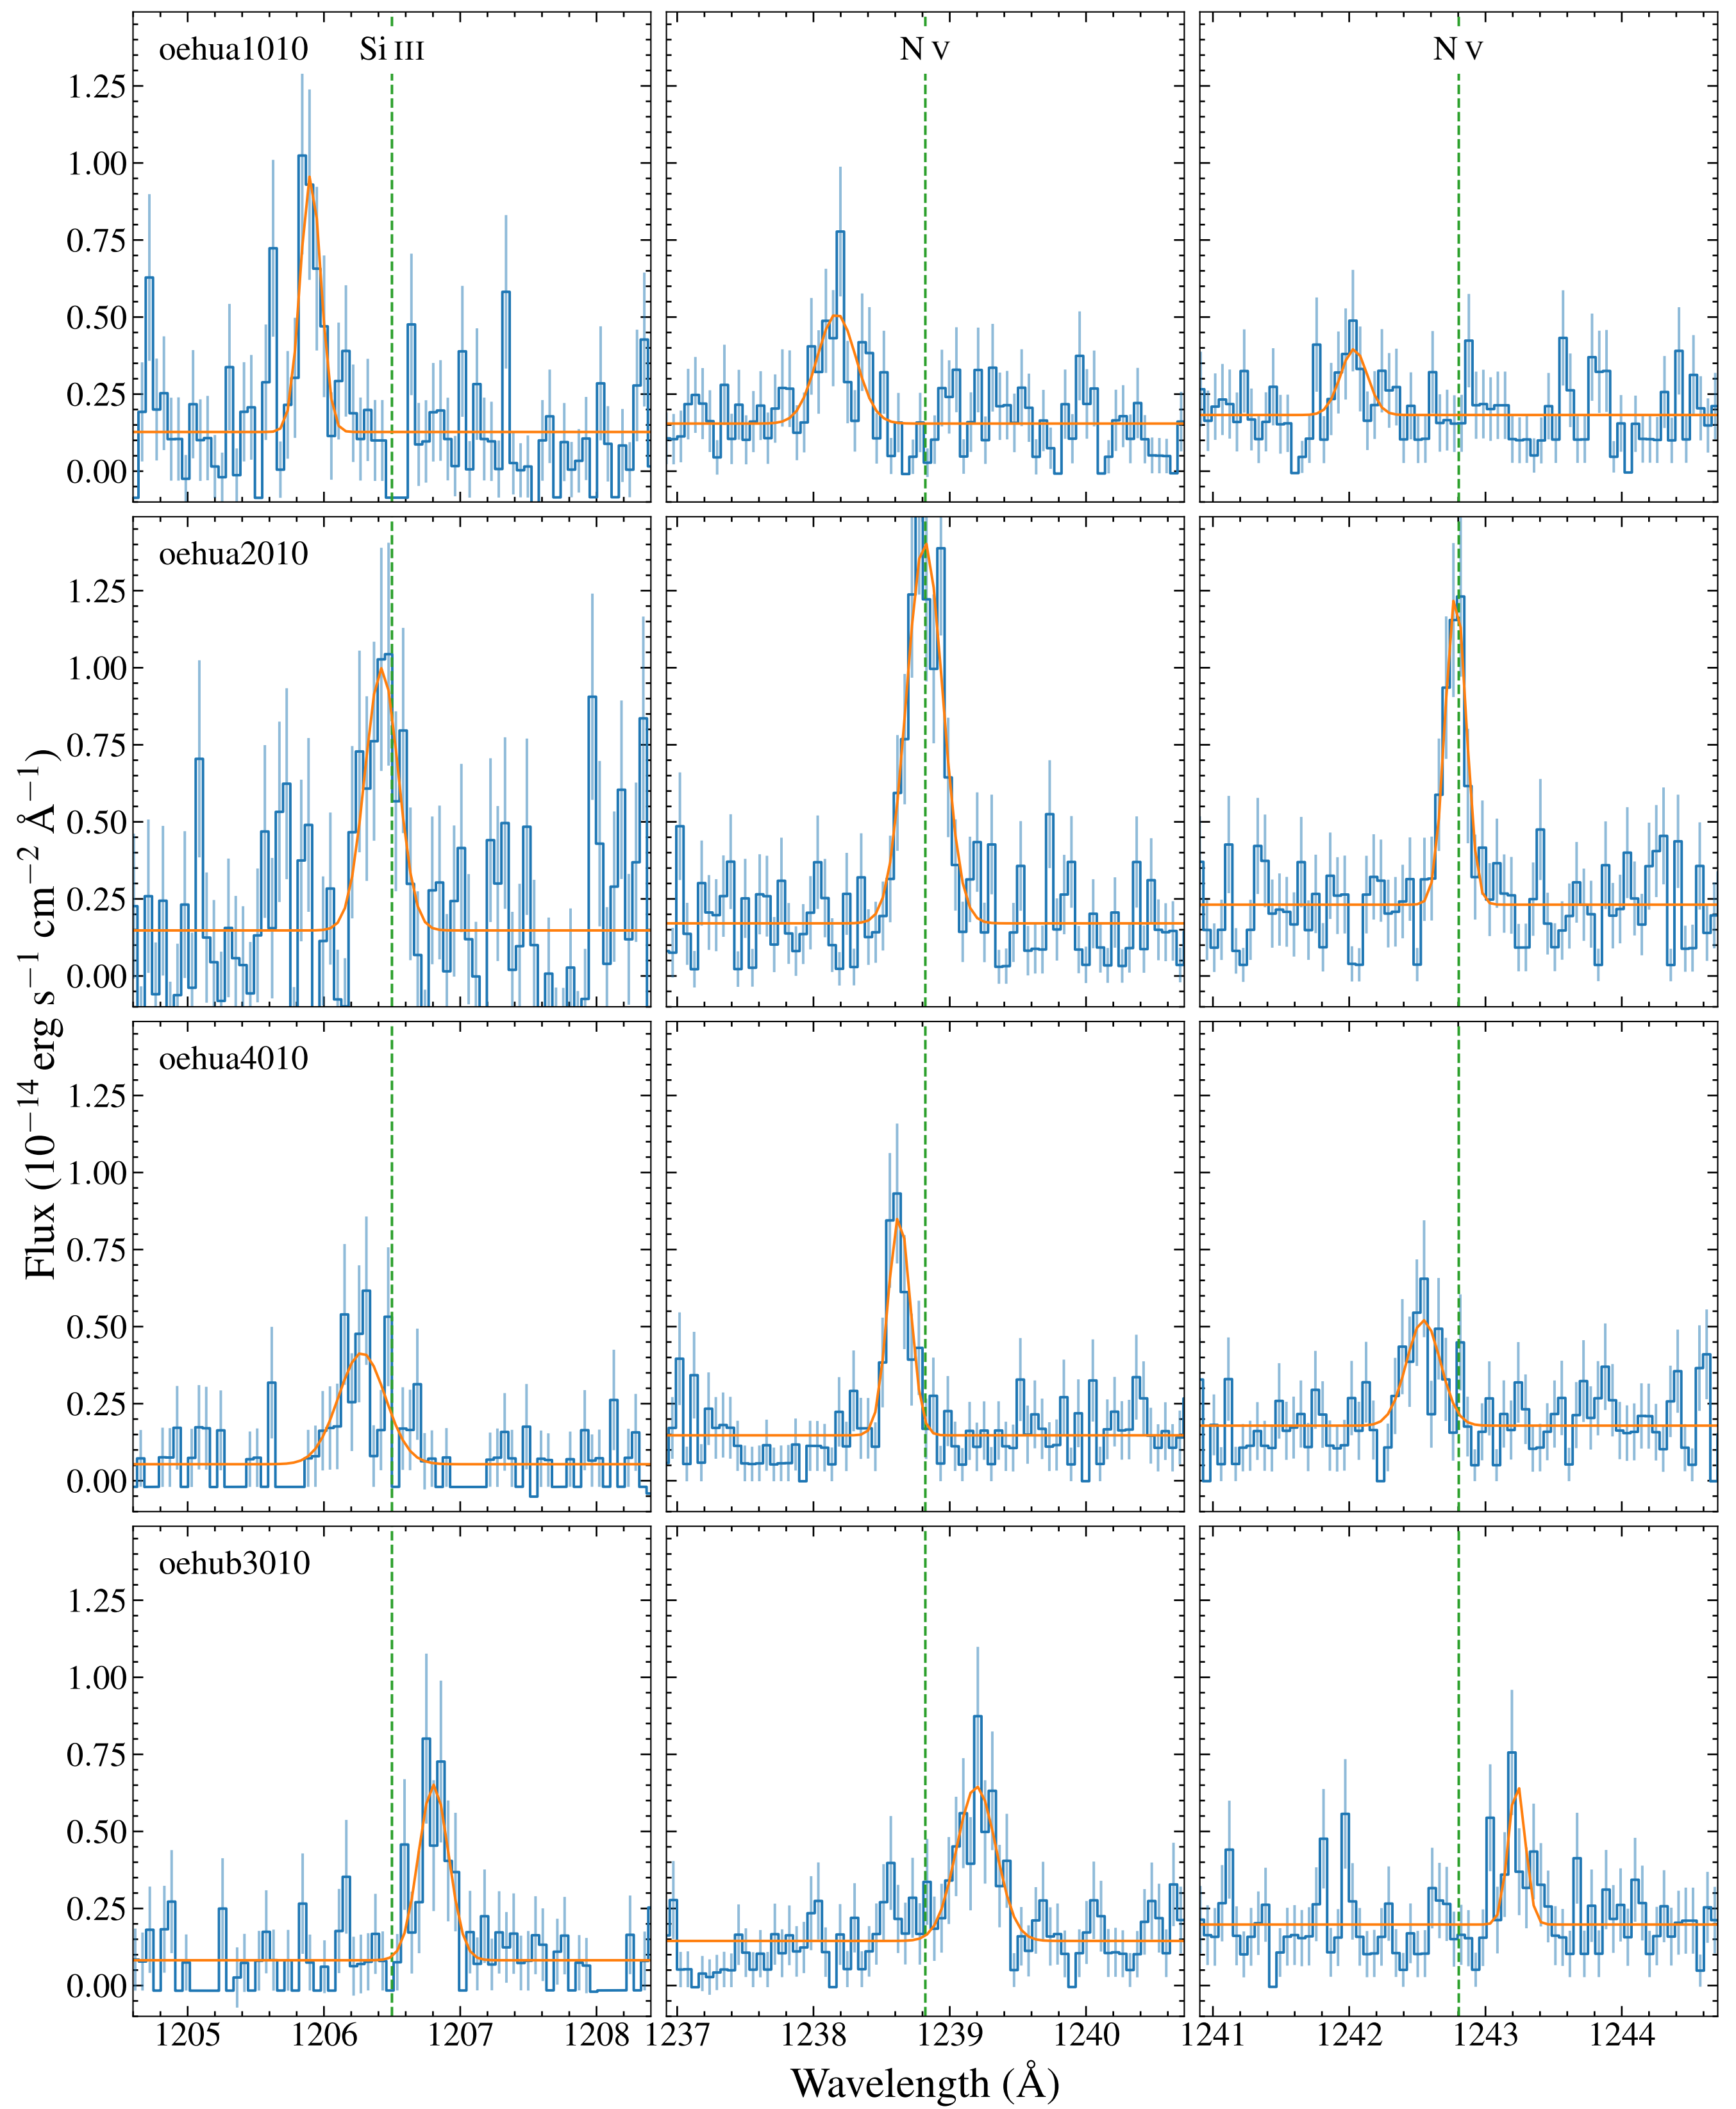 oehua1010
Si III
N V
N V
1.25
1.00
0.75
0.50
0.25
0.00
oehua2010
1.25
1.00
0.75
0.50
0.25
0.00
Flux (10⁻¹⁴ erg s⁻¹ cm⁻² Å⁻¹)
oehua4010
1.25
1.00
0.75
0.50
0.25
0.00
oehub3010
1.25
1.00
0.75
0.50
0.25
0.00
1205 1206 1207 1208 1237 1238 1239 1240 1241 1242 1243 1244
Wavelength (Å)